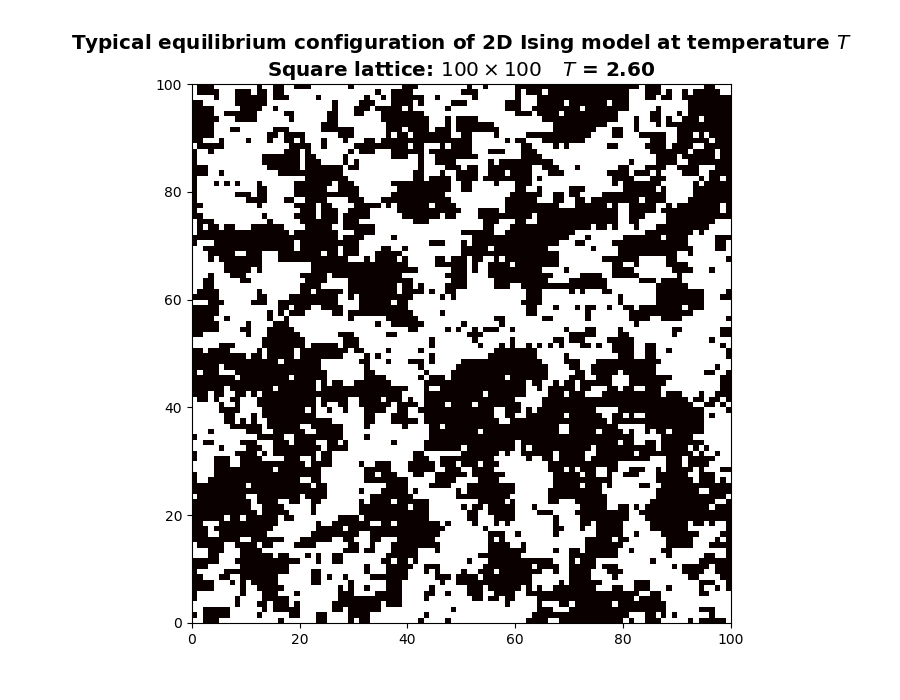 Typical equilibrium configuration of 2D Ising model at temperature T
Square lattice: 100 × 100 T = 2.60
100
80
60
40
20
0
0 20 40 60 80 100